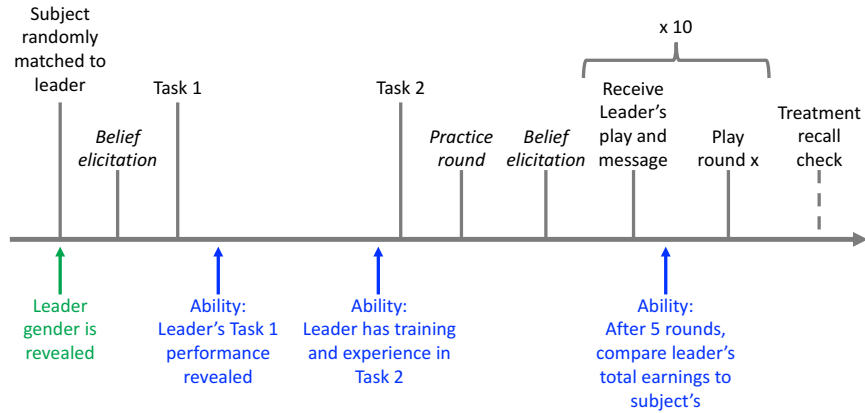 Subject
randomly
matched to
leader
Belief
elicitation
Task 1
Task 2
Practice
round
Belief
elicitation
x 10
Receive
Leader's
play and
message
Play
round x
Treatment
recall
check
Leader
gender is
revealed
Ability:
Leader's Task 1
performance
revealed
Ability:
Leader has training
and experience in
Task 2
Ability:
After 5 rounds,
compare leader's
total earnings to
subject's